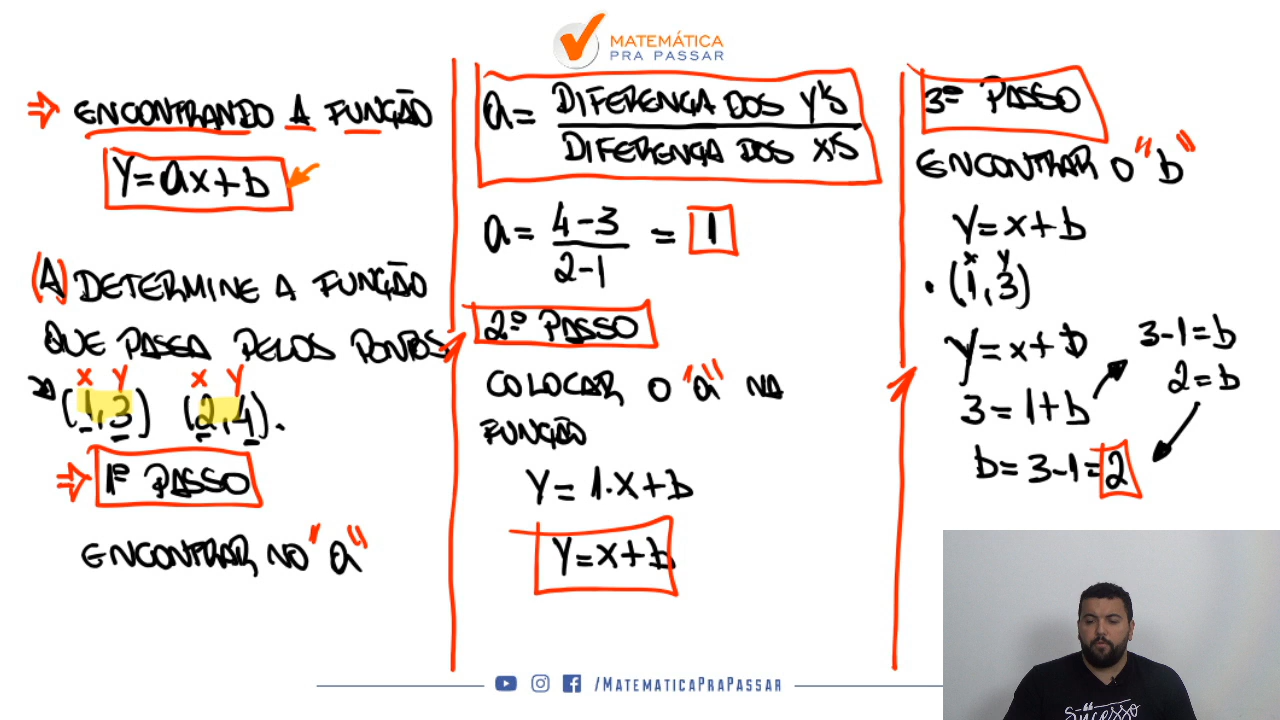 MATEMÁTICA
PRA PASSAR
⇒ ENCONTRANDO A FUNÇÃO
Y=ax+b
(A) DETERMINE A FUNÇÃO
QUE PASSA PELOS PONTOS
x y x y
(1,3) (2,4).
⇒ 1º PASSO
ENCONTRAR NO "a"
a= DIFERENÇA DOS Y'S
DIFERENÇA DOS X'S
a= 4-3 = 1
2-1
2º PASSO
COLOCAR O "a" NA
FUNÇÃO
Y= 1.X+b
Y=X+b
3º PASSO
ENCONTRAR O "b"
Y=X+b
x y
.(1,3)
Y=X+b
3-1=b
2=b
3=1+b
b=3-1=2
/MATEMATICAPRAPASSAR
SUCESSO